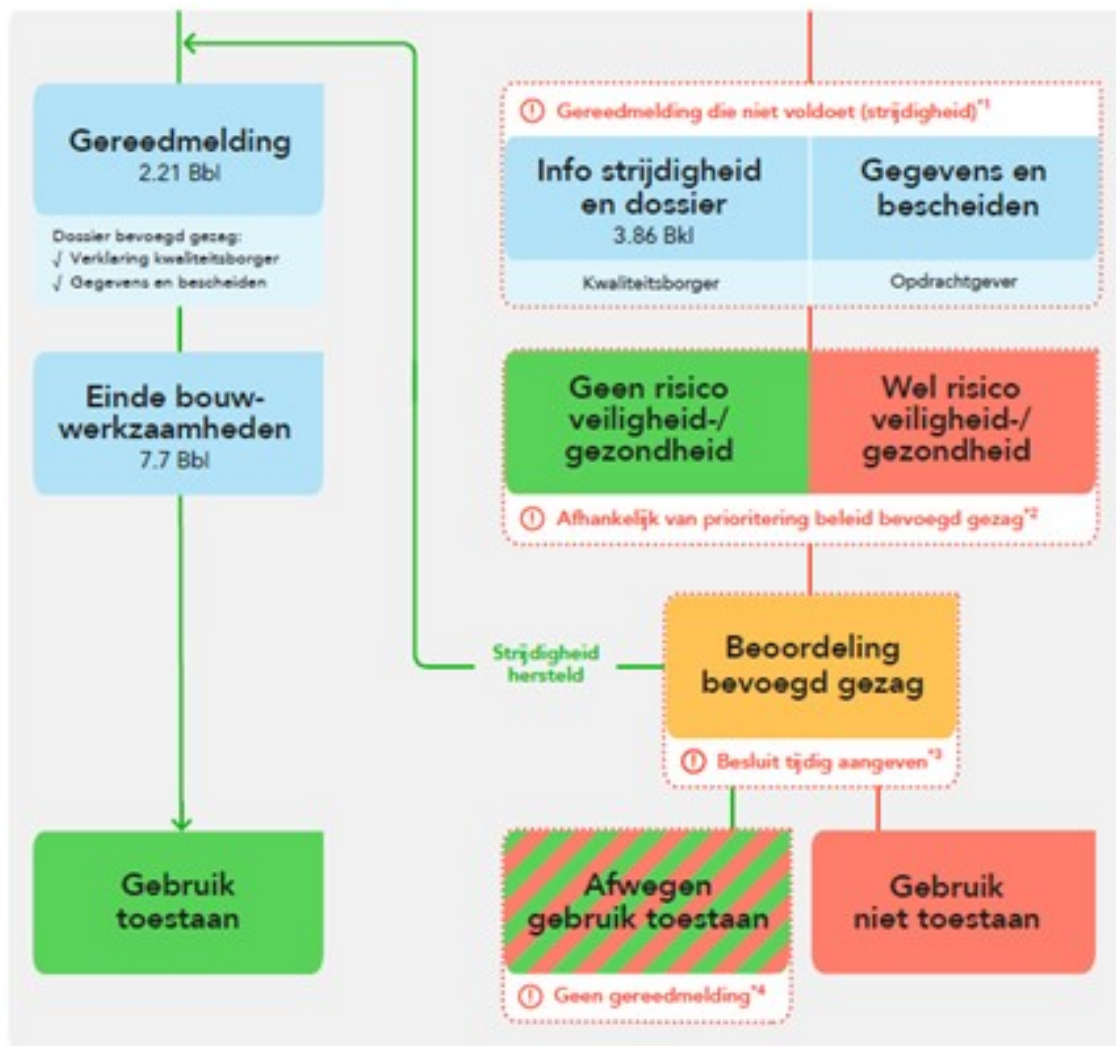 Gereedmelding
2.21 Bbl
Dossier bevoegd gezag:
√ Verklaring kwaliteitsborger
√ Gegevens en bescheiden
Einde bouw-
werkzaamheden
7.7 Bbl
Gebruik
toestaan
Gereedmelding die niet voldoet (strijdigheid)*1
Info strijdigheid
en dossier
3.86 Bkl
Kwaliteitsborger
Gegevens en
bescheiden
Opdrachtgever
Geen risico
veiligheid-/
gezondheid
Wel risico
veiligheid-/
gezondheid
Afhankelijk van prioritering beleid bevoegd gezag*2
Strijdigheid
hersteld
Beoordeling
bevoegd gezag
Besluit tijdig aangeven*3
Afwegen
gebruik toestaan
Geen gereedmelding*4
Gebruik
niet toestaan